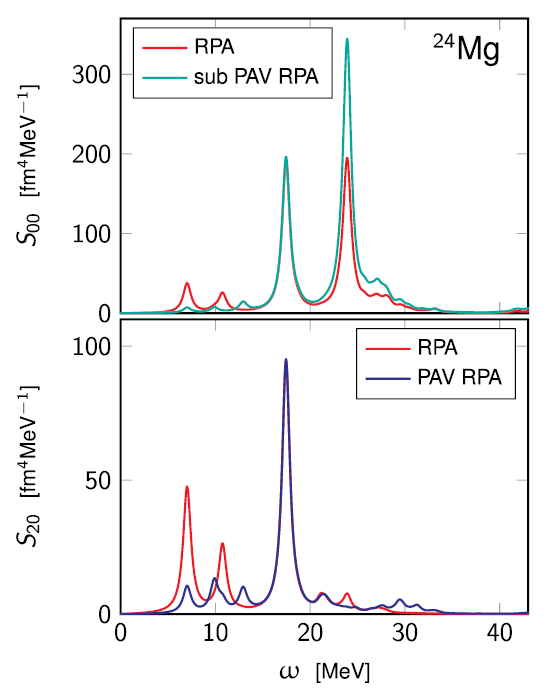 RPA
sub PAV RPA
²⁴Mg
S₀₀ [fm⁴MeV⁻¹]
300
200
100
0
RPA
PAV RPA
S₂₀ [fm⁴MeV⁻¹]
100
50
0
0 10 20 30 40
ω [MeV]